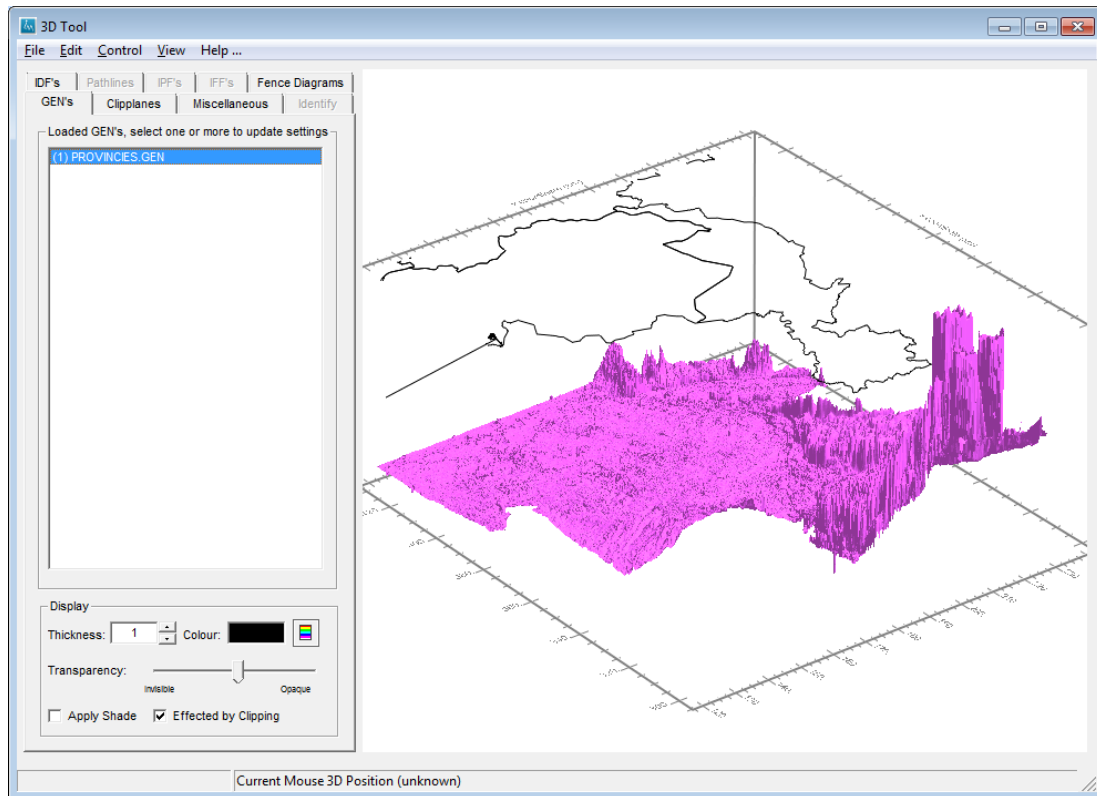 3D Tool
File Edit Control View Help ...
IDF's Pathlines IPF's IFF's Fence Diagrams
GEN's Clipplanes Miscellaneous Identify
Loaded GEN's, select one or more to update settings
(1) PROVINCIES.GEN
Display
Thickness: 1 Colour:
Transparency:
Invisible Opaque
Apply Shade Effected by Clipping
Current Mouse 3D Position (unknown)